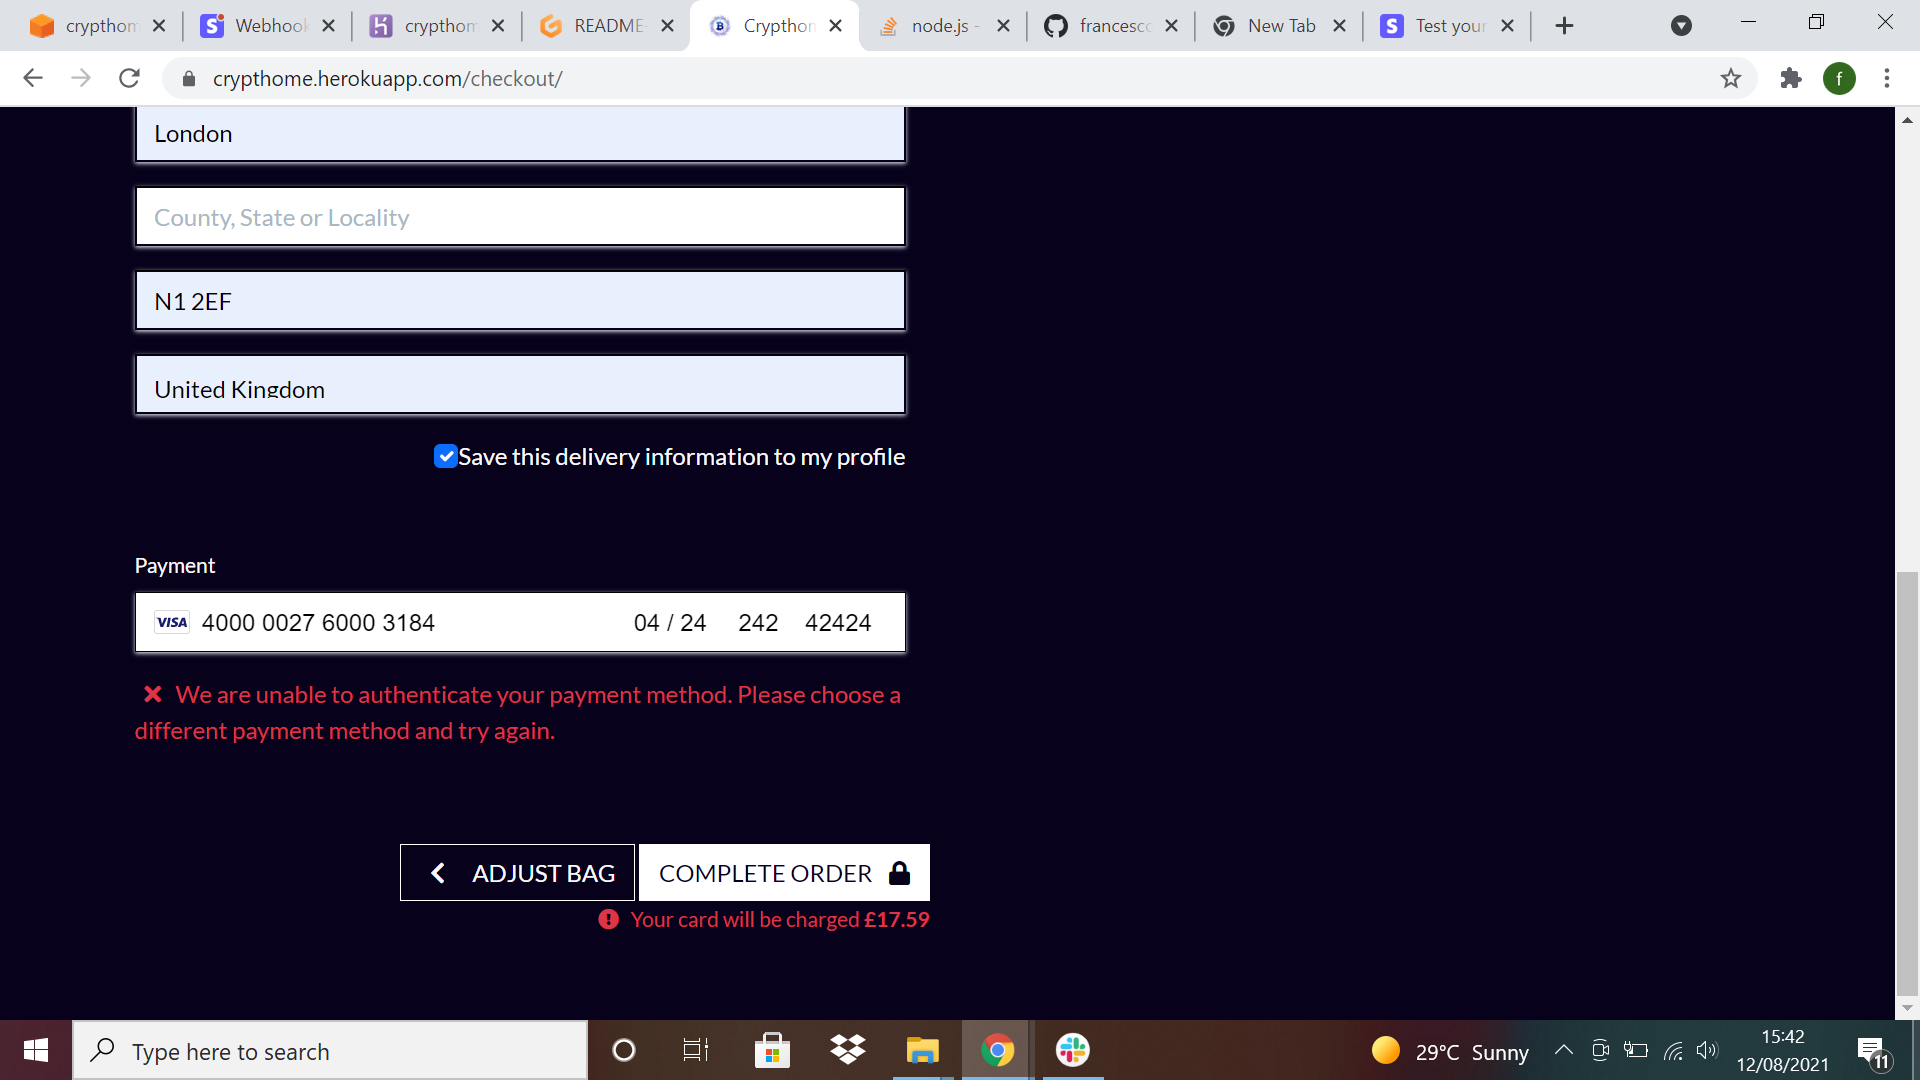 crypthom
Webhook
crypthom
README
Crypthom
node.js -
francesco
New Tab
Test your
crypthome.herokuapp.com/checkout/
f
London
County, State or Locality
N1 2EF
United Kingdom
Save this delivery information to my profile
Payment
VISA 4000 0027 6000 3184 04 / 24 242 42424
We are unable to authenticate your payment method. Please choose a
different payment method and try again.
ADJUST BAG
COMPLETE ORDER
Your card will be charged £17.59
Type here to search
29°C Sunny
15:42
12/08/2021
11